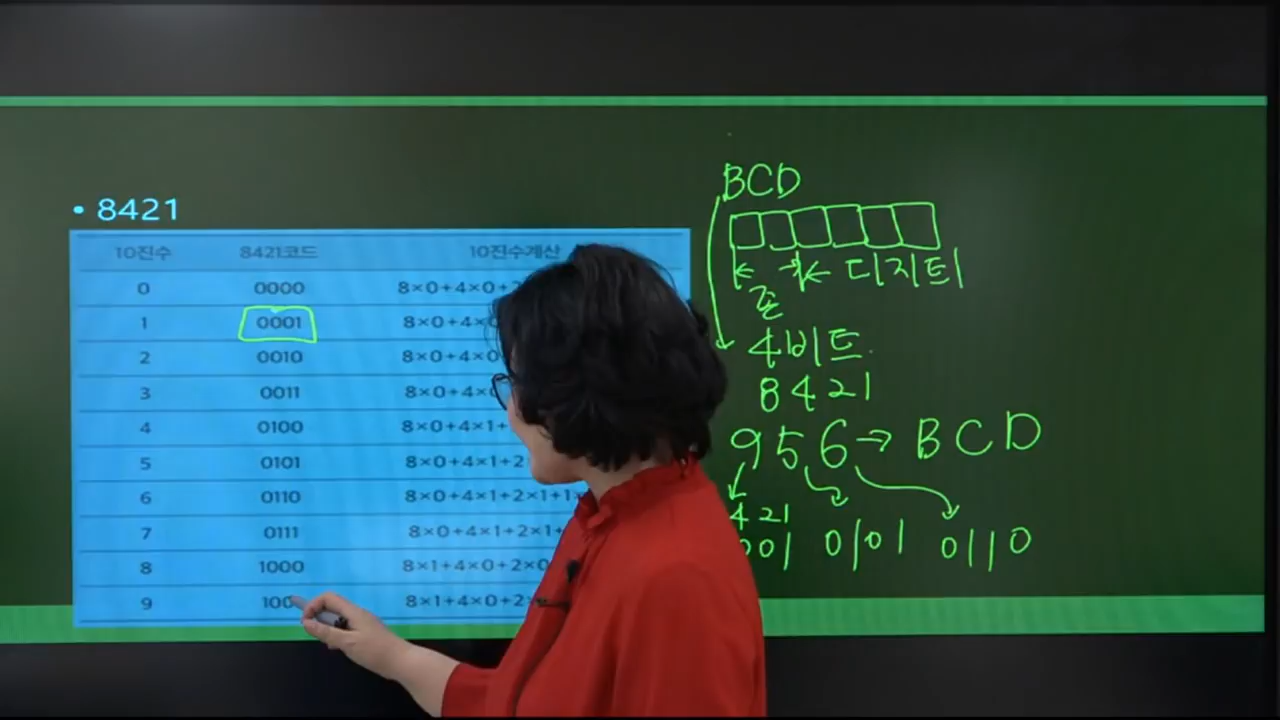 • 8421
10진수 8421코드 10진수계산
0 0000 8×0+4×0+
1 0001 8×0+4×
2 0010 8×0+4×0
3 0011 8×0+4×
4 0100 8×0+4×1+
5 0101 8×0+4×1+2
6 0110 8×0+4×1+2×1+1×
7 0111 8×0+4×1+2×1+
8 1000 8×1+4×0+2×0
9 100 8×1+4×0+2×
BCD
존 디지트
4비트
8421
956→BCD
421
001 0101 0110